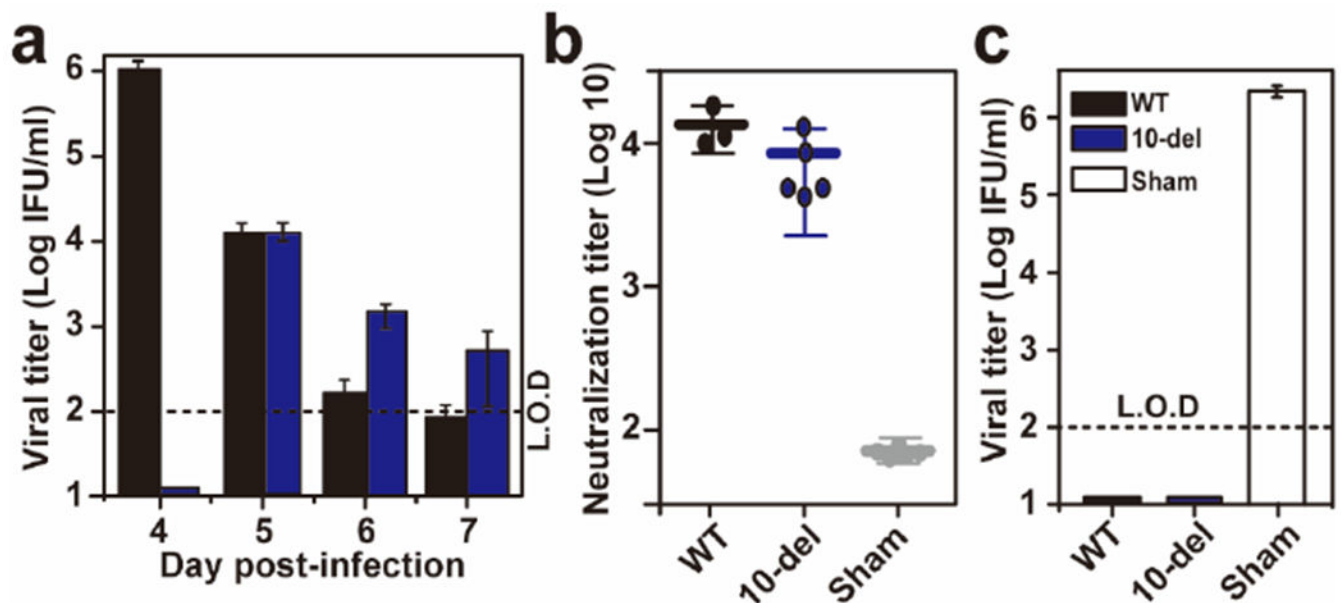 a
Viral titer (Log IFU/ml)
6
5
4
3
2
1
4 5 6 7
Day post-infection
L.O.D
b
Neutralization titer (Log 10)
4
3
2
WT 10-del Sham
c
Viral titer (Log IFU/ml)
6
5
4
3
2
1
WT
10-del
Sham
L.O.D
WT 10-del Sham